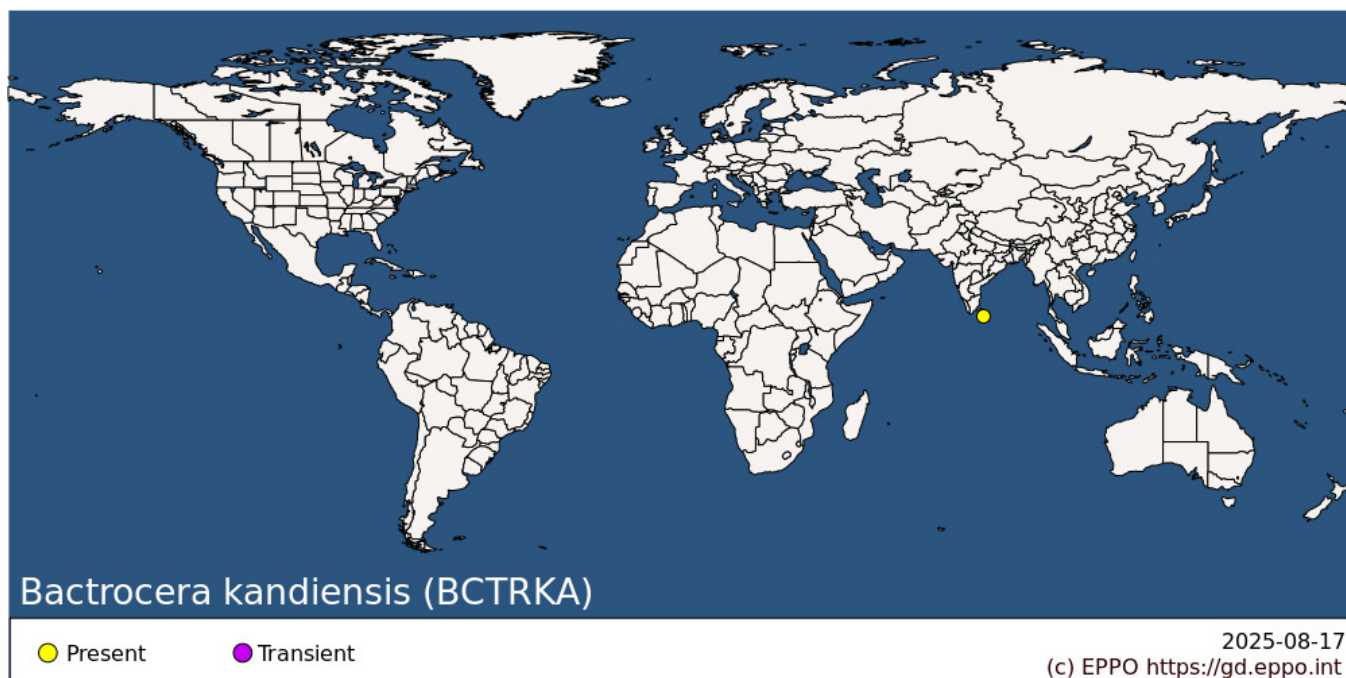 Bactrocera kandiensis (BCTRKA)
Present
Transient
2025-08-17
(c) EPPO https://gd.eppo.int